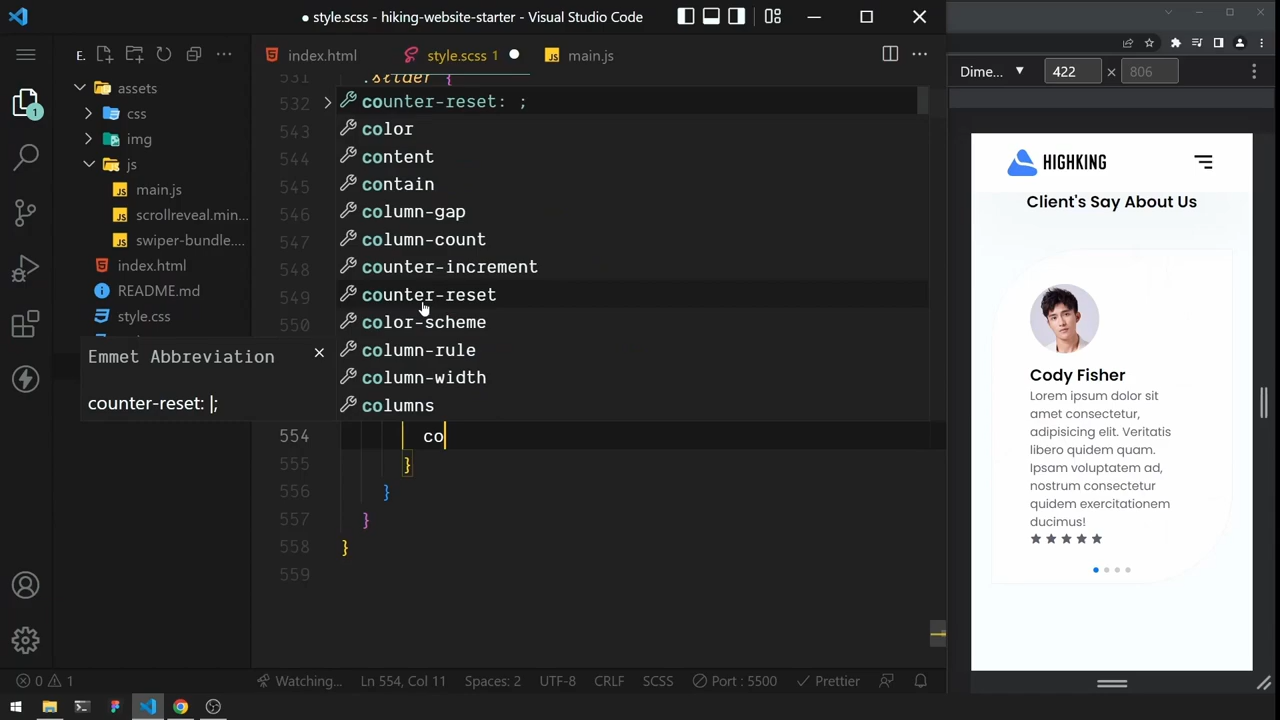 style.scss - hiking-website-starter - Visual Studio Code
E.
index.html
style.scss 1
main.js
assets
css
img
js
main.js
scrollreveal.min...
swiper-bundle....
index.html
README.md
style.css
531
.slider {
532
543
544
545
546
547
548
549
550
counter-reset: ;
color
content
contain
column-gap
column-count
counter-increment
counter-reset
color-scheme
column-rule
column-width
columns
Emmet Abbreviation
counter-reset: |;
554 co
555 }
556 }
557 }
558 }
559
0 1
Watching...
Ln 554, Col 11
Spaces: 2
UTF-8
CRLF
SCSS
Port : 5500
Prettier
1
Dime... 422 × 806
HIGHKING
Client's Say About Us
Cody Fisher
Lorem ipsum dolor sit
amet consectetur,
adipisicing elit. Veritatis
libero quidem quam.
Ipsam voluptatem ad,
nostrum consectetur
quidem exercitationem
ducimus!